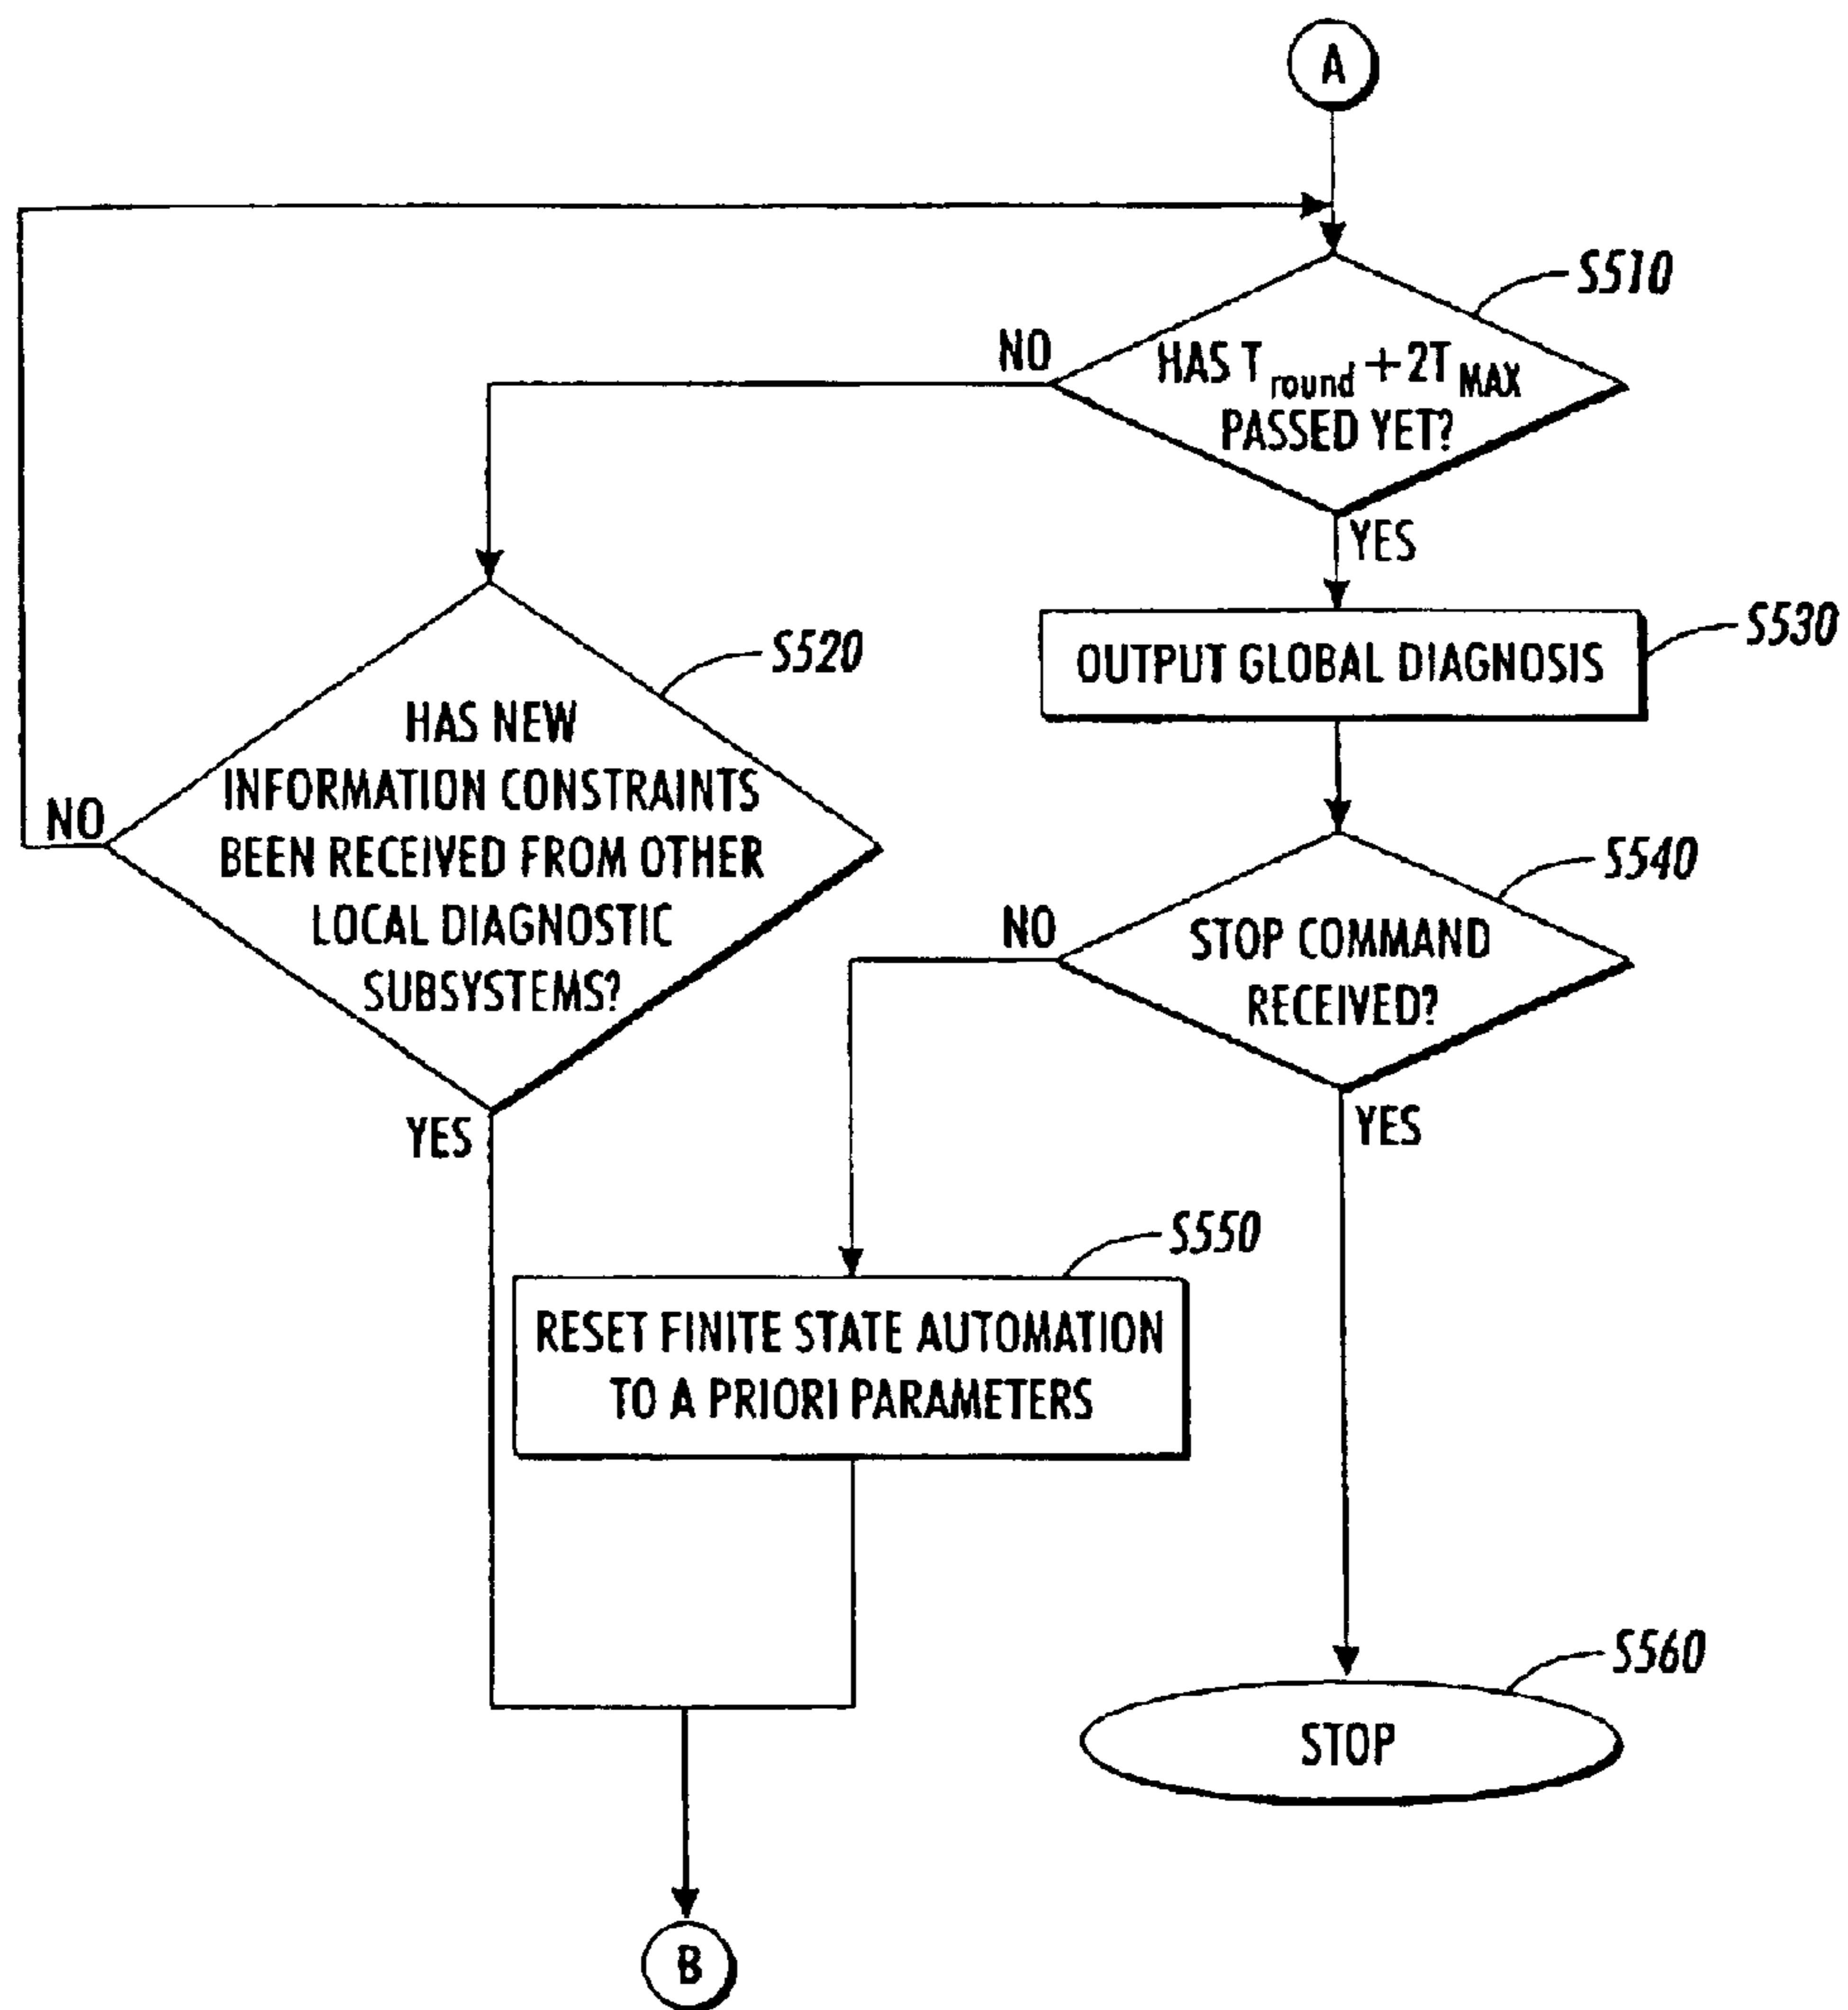 A
S510
NO
HAS T round + 2T MAX
PASSED YET?
YES
S530
OUTPUT GLOBAL DIAGNOSIS
S520
HAS NEW
INFORMATION CONSTRAINTS
BEEN RECEIVED FROM OTHER
LOCAL DIAGNOSTIC
SUBSYSTEMS?
NO
YES
S540
NO
STOP COMMAND
RECEIVED?
YES
S550
RESET FINITE STATE AUTOMATION
TO A PRIORI PARAMETERS
S560
STOP
B